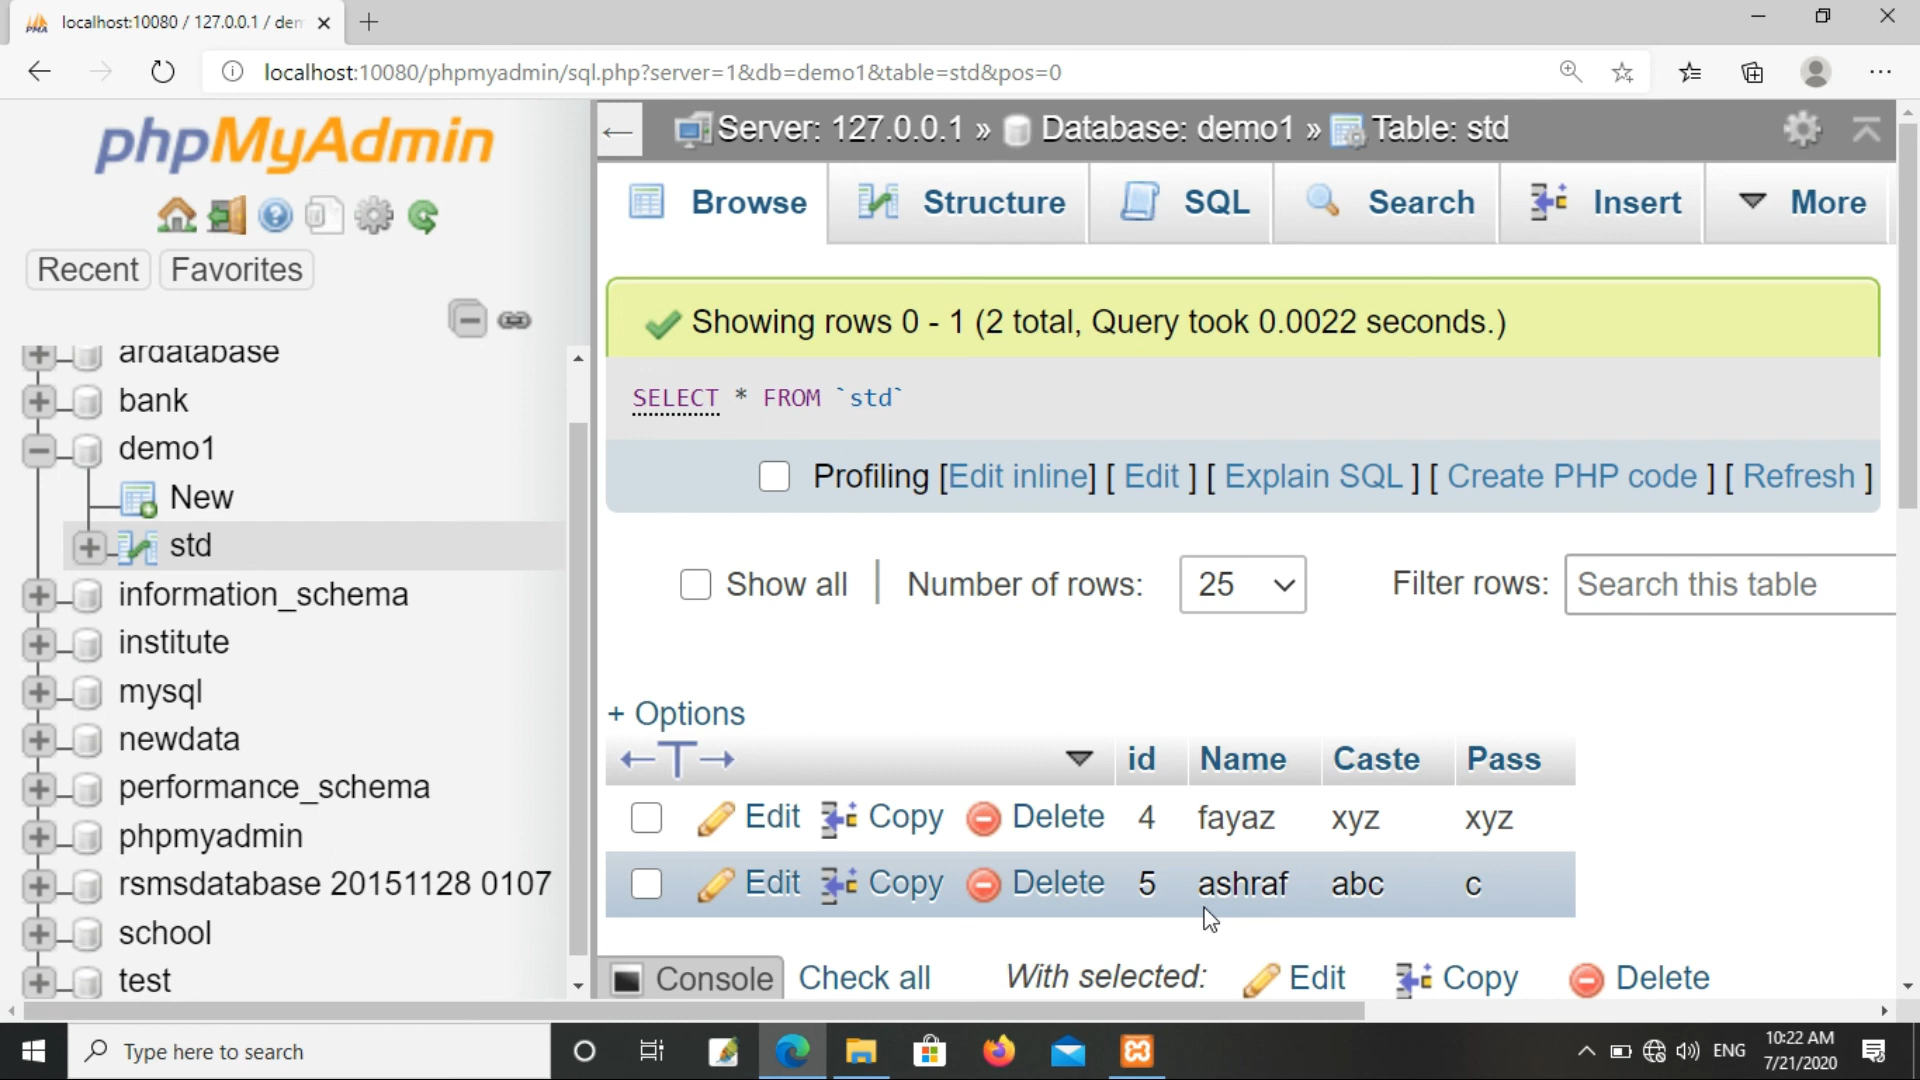 localhost:10080 / 127.0.0.1 / dem
localhost:10080/phpmyadmin/sql.php?server=1&db=demo1&table=std&pos=0
phpMyAdmin
Recent Favorites
ardatabase
bank
demo1
New
std
information_schema
institute
mysql
newdata
performance_schema
phpmyadmin
rsmsdatabase 20151128 0107
school
test
Server: 127.0.0.1 » Database: demo1 » Table: std
Browse Structure SQL Search Insert More
Showing rows 0 - 1 (2 total, Query took 0.0022 seconds.)
SELECT * FROM `std`
Profiling [Edit inline] [ Edit ] [ Explain SQL ] [ Create PHP code ] [ Refresh ]
Show all Number of rows: 25 Filter rows: Search this table
+ Options
←T→ id Name Caste Pass
Edit Copy Delete 4 fayaz xyz xyz
Edit Copy Delete 5 ashraf abc c
Console Check all With selected: Edit Copy Delete
Type here to search
ENG
10:22 AM
7/21/2020